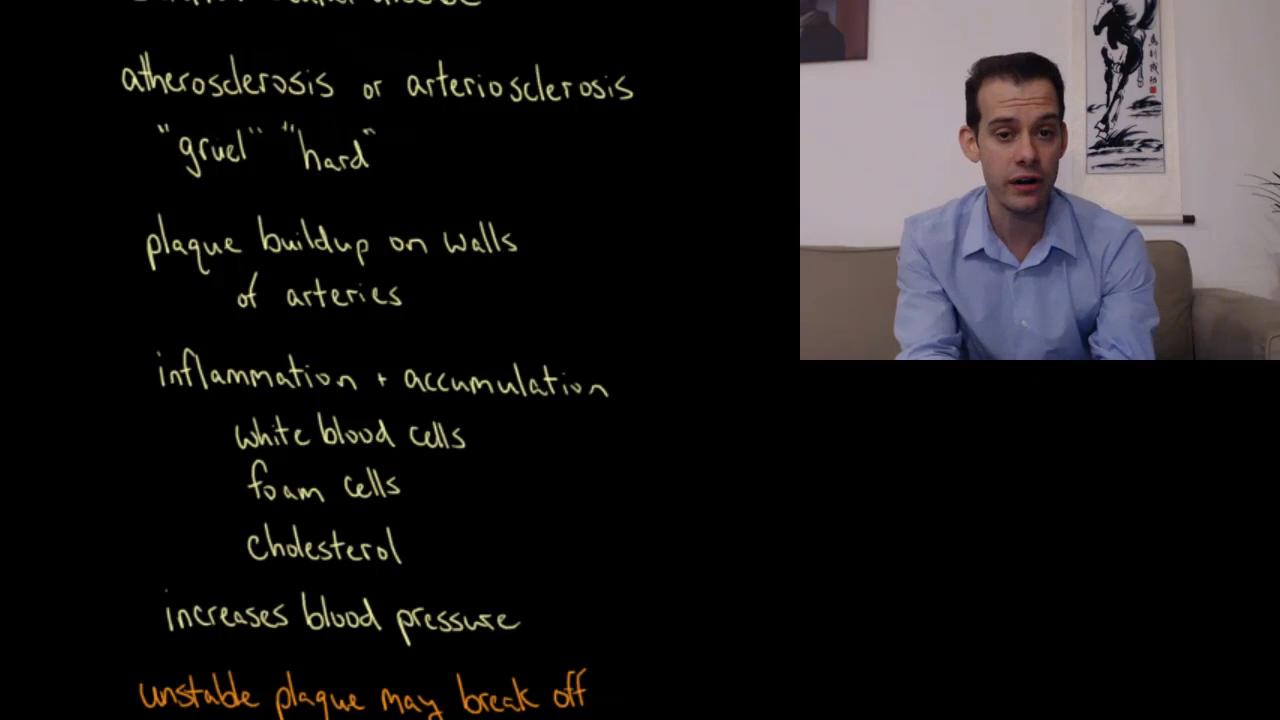 atherosclerosis or arteriosclerosis
"gruel" "hard"
plaque buildup on walls
of arteries
inflammation + accumulation
white blood cells
foam cells
cholesterol
increases blood pressure
unstable plaque may break off